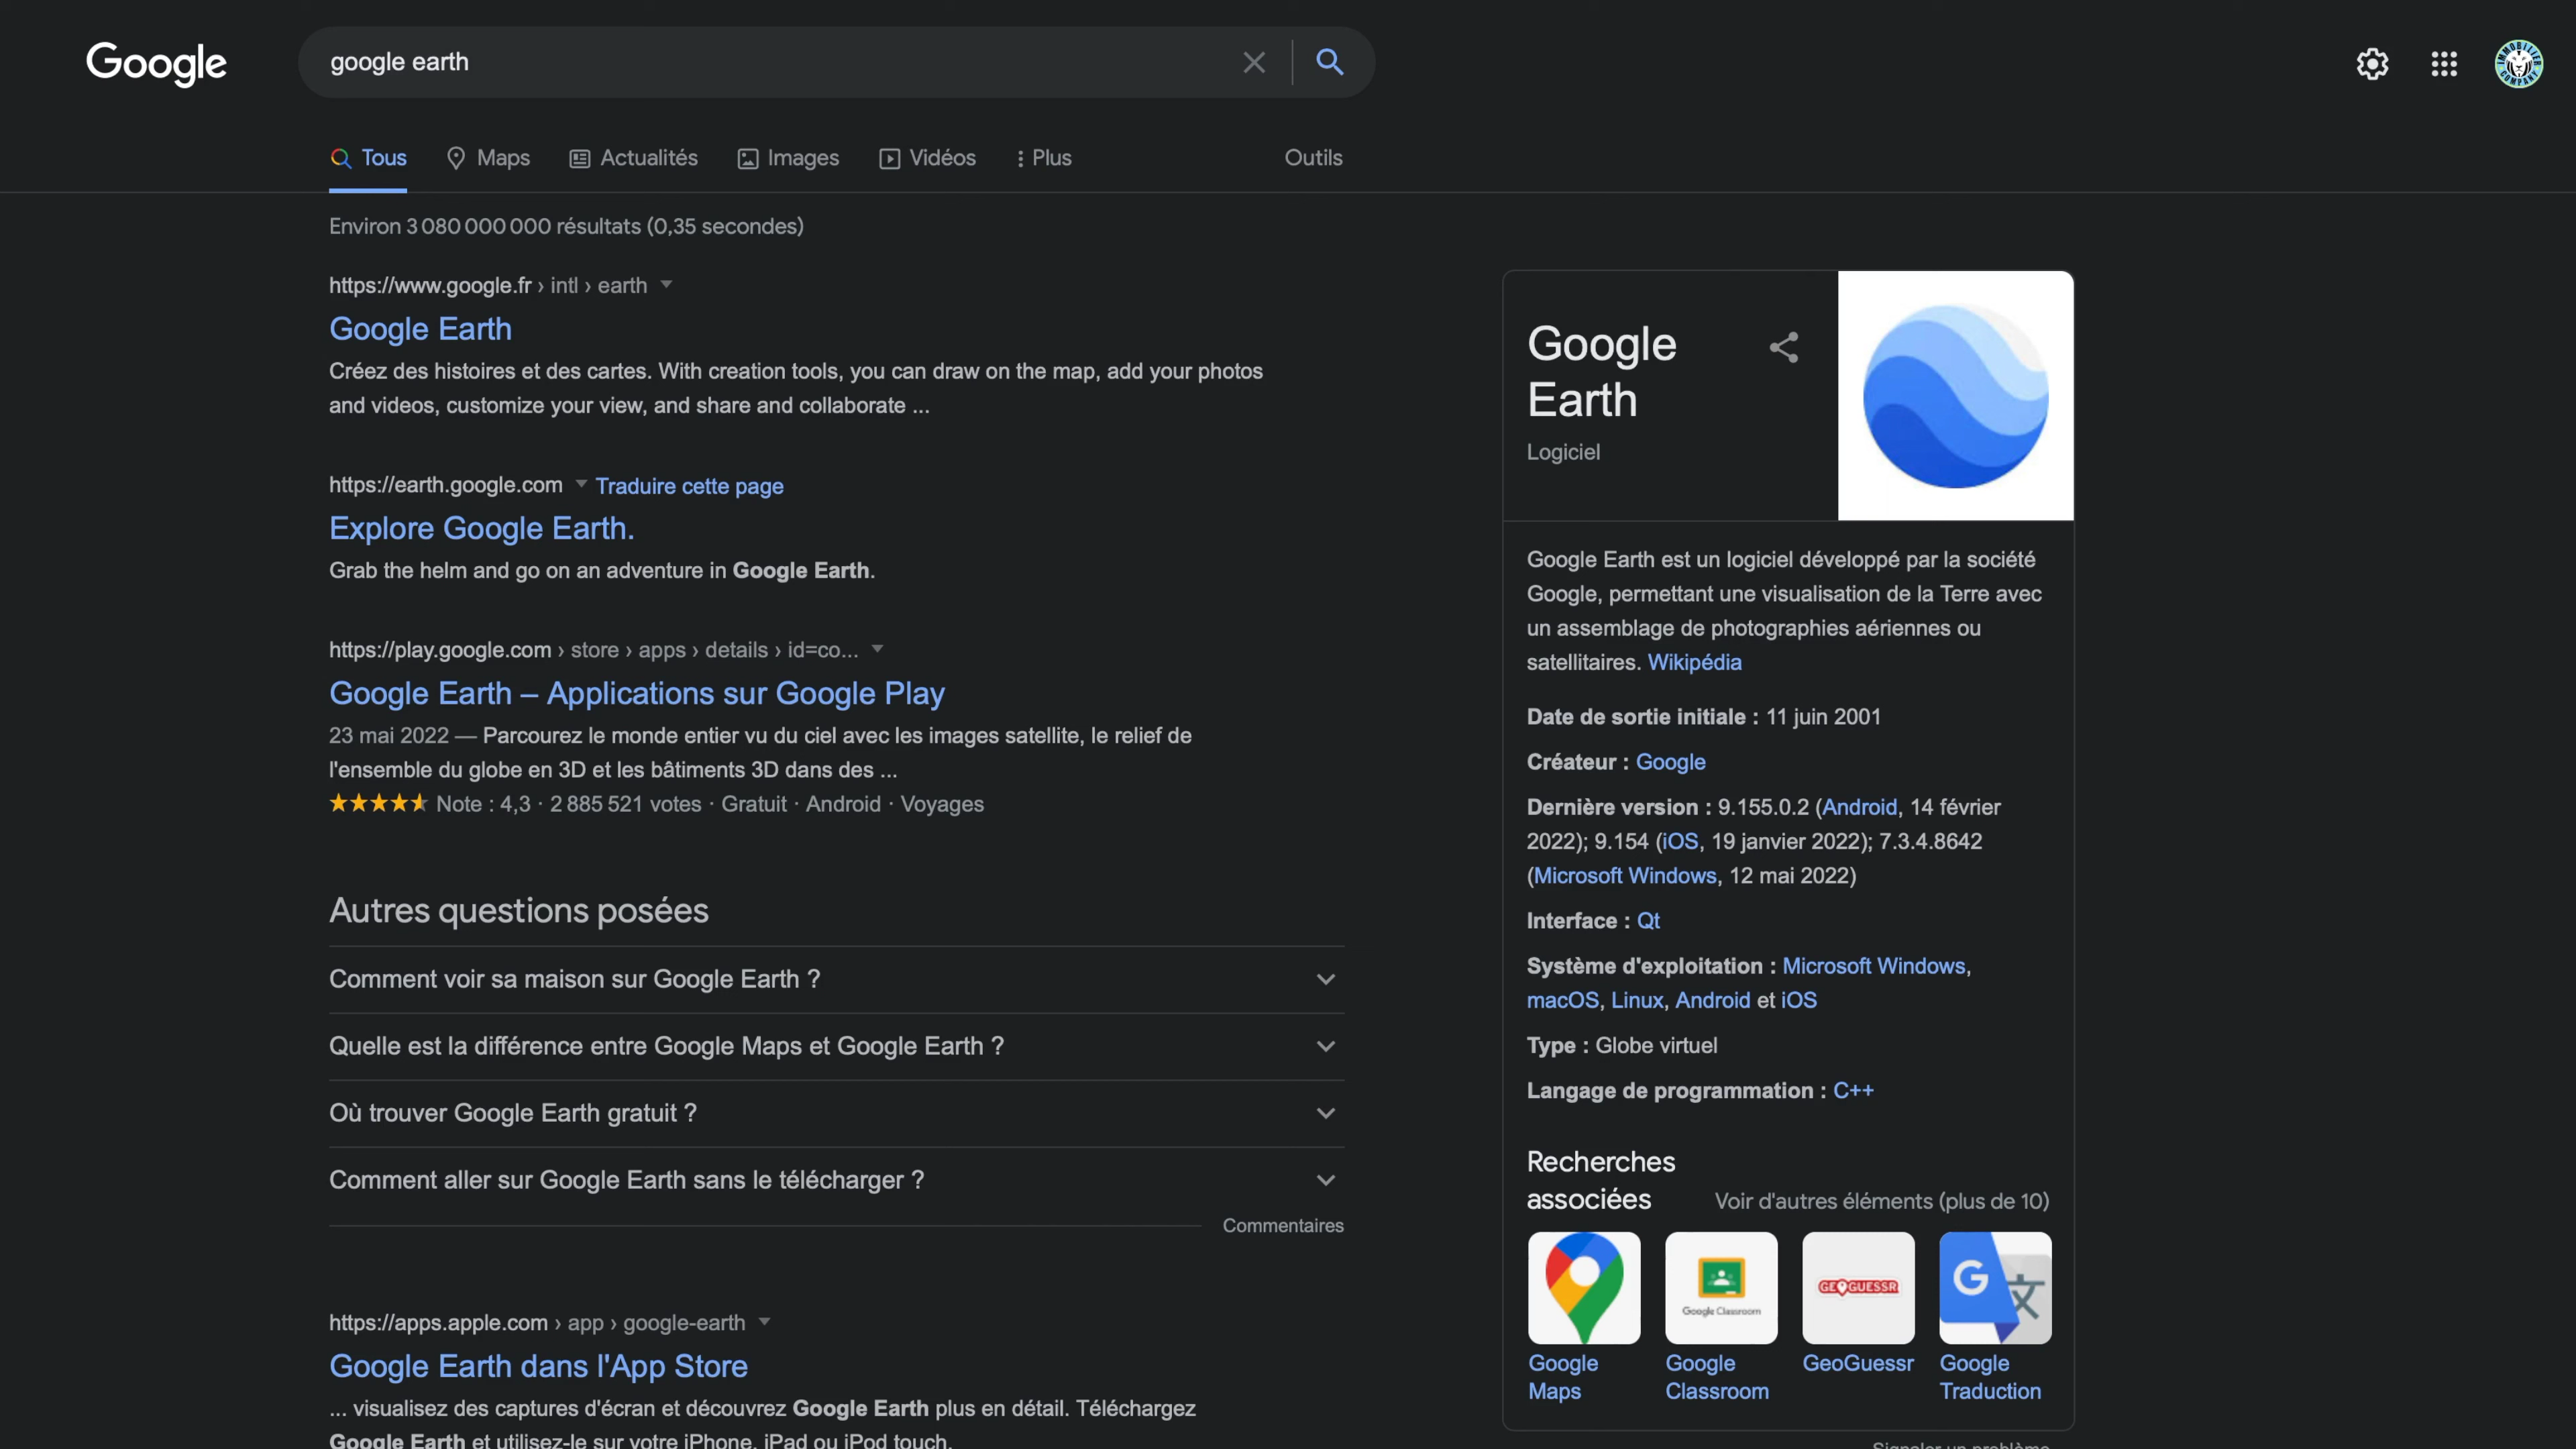 Google
google earth
Tous
Maps
Actualités
Images
Vidéos
Plus
Outils
Environ 3 080 000 000 résultats (0,35 secondes)
https://www.google.fr › intl › earth
Google Earth
Créez des histoires et des cartes. With creation tools, you can draw on the map, add your photos
and videos, customize your view, and share and collaborate ...
https://earth.google.com
Traduire cette page
Explore Google Earth.
Grab the helm and go on an adventure in Google Earth.
https://play.google.com › store › apps › details › id=co...
Google Earth – Applications sur Google Play
23 mai 2022 — Parcourez le monde entier vu du ciel avec les images satellite, le relief de
l'ensemble du globe en 3D et les bâtiments 3D dans des ...
Note : 4,3 · 2 885 521 votes · Gratuit · Android · Voyages
Autres questions posées
Comment voir sa maison sur Google Earth ?
Quelle est la différence entre Google Maps et Google Earth ?
Où trouver Google Earth gratuit ?
Comment aller sur Google Earth sans le télécharger ?
Commentaires
https://apps.apple.com › app › google-earth
Google Earth dans l'App Store
... visualisez des captures d'écran et découvrez Google Earth plus en détail. Téléchargez
Google Earth et utilisez-le sur votre iPhone, iPad ou iPod touch.
Google
Earth
Logiciel
Google Earth est un logiciel développé par la société
Google, permettant une visualisation de la Terre avec
un assemblage de photographies aériennes ou
satellitaires. Wikipédia
Date de sortie initiale : 11 juin 2001
Créateur : Google
Dernière version : 9.155.0.2 (Android, 14 février
2022); 9.154 (iOS, 19 janvier 2022); 7.3.4.8642
(Microsoft Windows, 12 mai 2022)
Interface : Qt
Système d'exploitation : Microsoft Windows,
macOS, Linux, Android et iOS
Type : Globe virtuel
Langage de programmation : C++
Recherches
associées
Voir d'autres éléments (plus de 10)
Google Classroom
GEOGUESSR
G 文
Google
Maps
Google
Classroom
GeoGuessr
Google
Traduction
Signaler un problème
IMMOBILIER
COMPANY